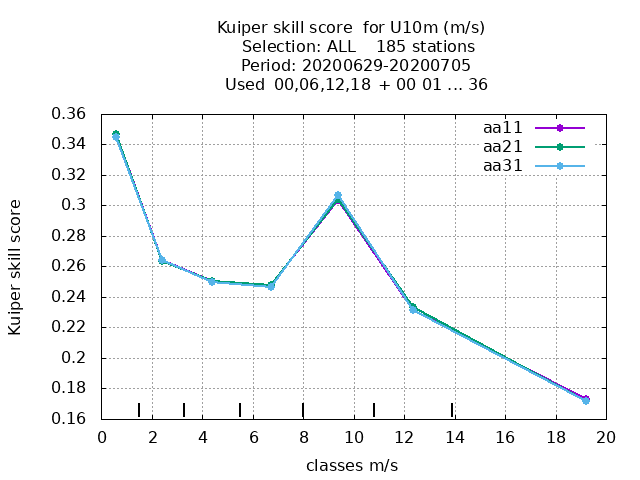 Kuiper skill score  for U10m (m/s)
Selection: ALL    185 stations
Period: 20200629-20200705
Used  00,06,12,18  + 00 01 ... 36
aa11
aa21
aa31
0.36
0.34
0.32
0.3
0.28
0.26
0.24
0.22
0.2
0.18
0.16
Kuiper skill score
0 2 4 6 8 10 12 14 16 18 20
classes m/s